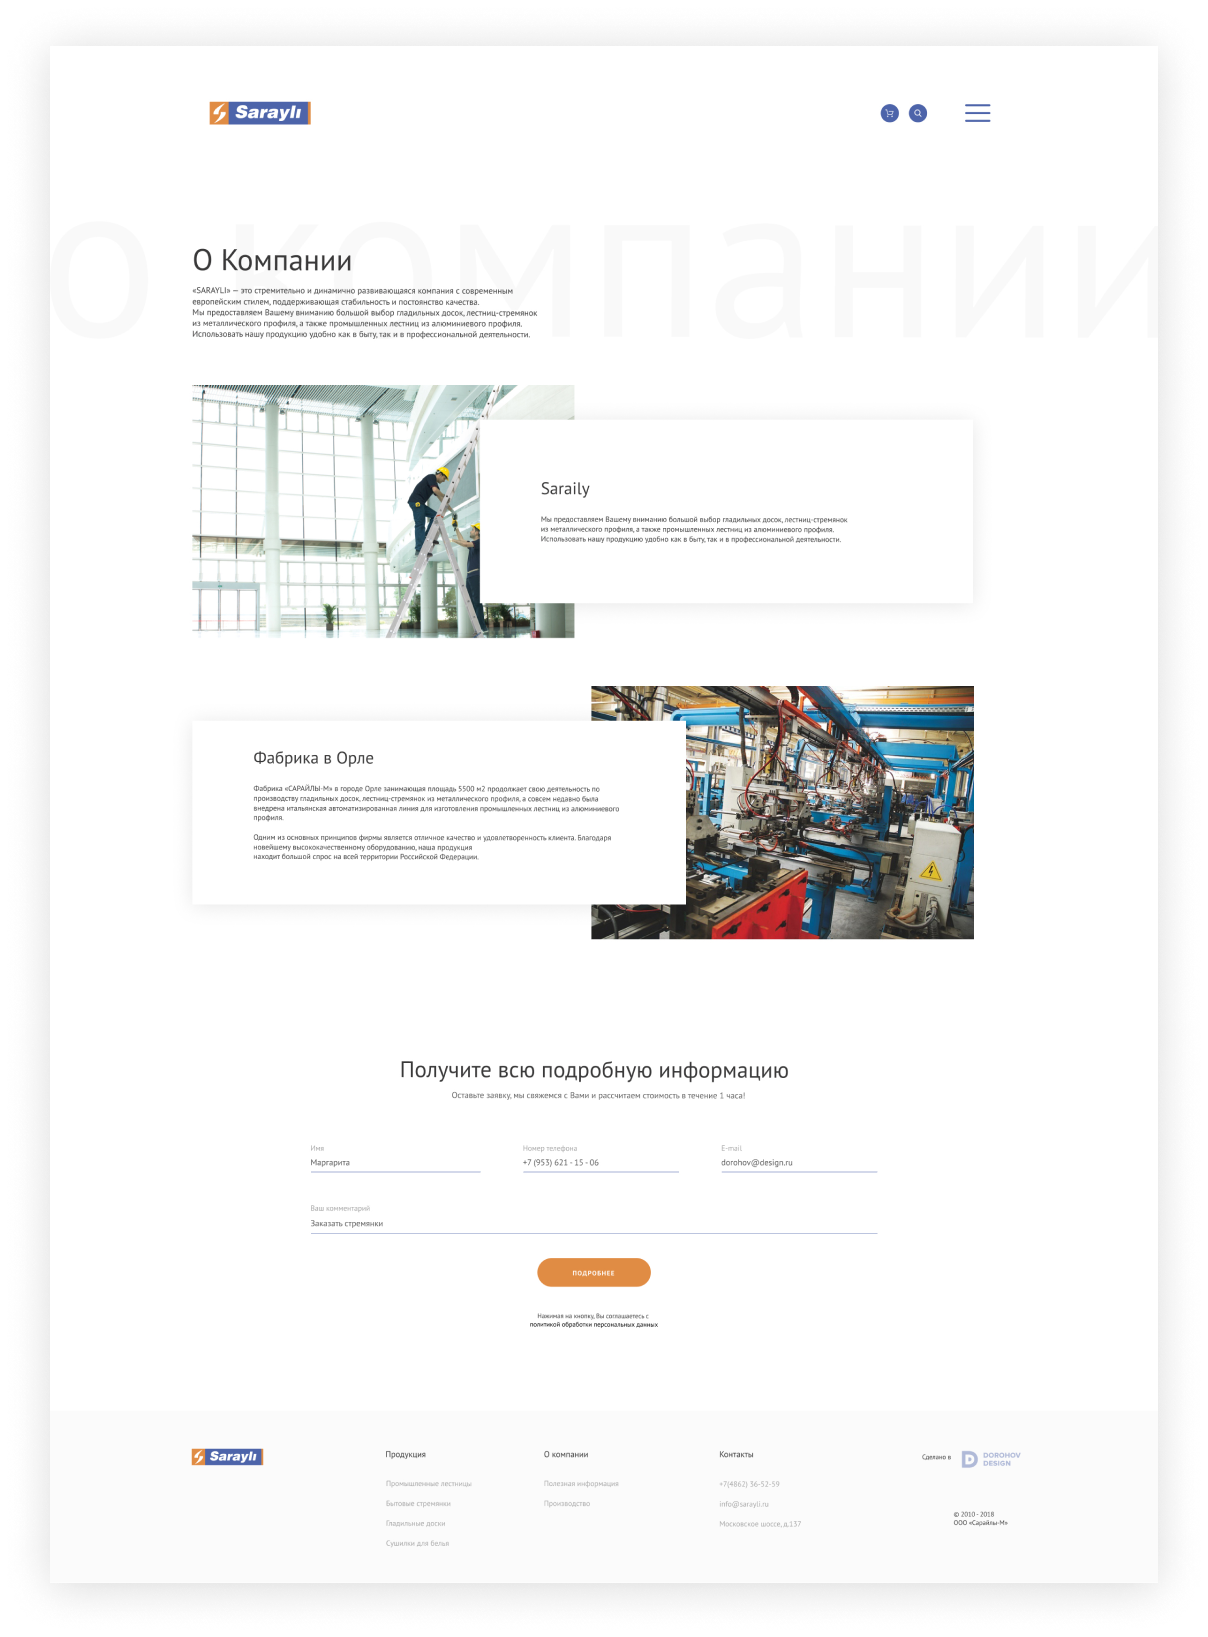 Sarayli
о компании
О Компании
«SARAYLI» — это стремительно и динамично развивающаяся компания с современным
европейским стилем, поддерживающая стабильность и постоянство качества.
Мы предоставляем Вашему вниманию большой выбор гладильных досок, лестниц-стремянок
из металлического профиля, а также промышленных лестниц из алюминиевого профиля.
Использовать нашу продукцию удобно как в быту, так и в профессиональной деятельности.
Saraily
Мы предоставляем Вашему вниманию большой выбор гладильных досок, лестниц-стремянок
из металлического профиля, а также промышленных лестниц из алюминиевого профиля.
Использовать нашу продукцию удобно как в быту, так и в профессиональной деятельности.
Фабрика в Орле
Фабрика «САРАЙЛЫ-М» в городе Орле занимающая площадь 5500 м2 продолжает свою деятельность по
производству гладильных досок, лестниц-стремянок из металлического профиля, а совсем недавно была
внедрена итальянская автоматизированная линия для изготовления промышленных лестниц из алюминиевого
профиля.
Одним из основных принципов фирмы является отличное качество и удовлетворенность клиента. Благодаря
новейшему высококачественному оборудованию, наша продукция
находит большой спрос на всей территории Российской Федерации.
Получите всю подробную информацию
Оставьте заявку, мы свяжемся с Вами и рассчитаем стоимость в течение 1 часа!
Имя
Маргарита
Номер телефона
+7 (953) 621 - 15 - 06
E-mail
dorohov@design.ru
Ваш комментарий
Заказать стремянки
ПОДРОБНЕЕ
Нажимая на кнопку, Вы соглашаетесь с
политикой обработки персональных данных
Sarayli
Продукция
Промышленные лестницы
Бытовые стремянки
Гладильные доски
Сушилки для белья
О компании
Полезная информация
Производство
Контакты
+7(4862) 36-52-59
info@sarayli.ru
Московское шоссе, д.137
Сделано в
DOROHOV
DESIGN
© 2010 - 2018
ООО «Сарайлы-М»